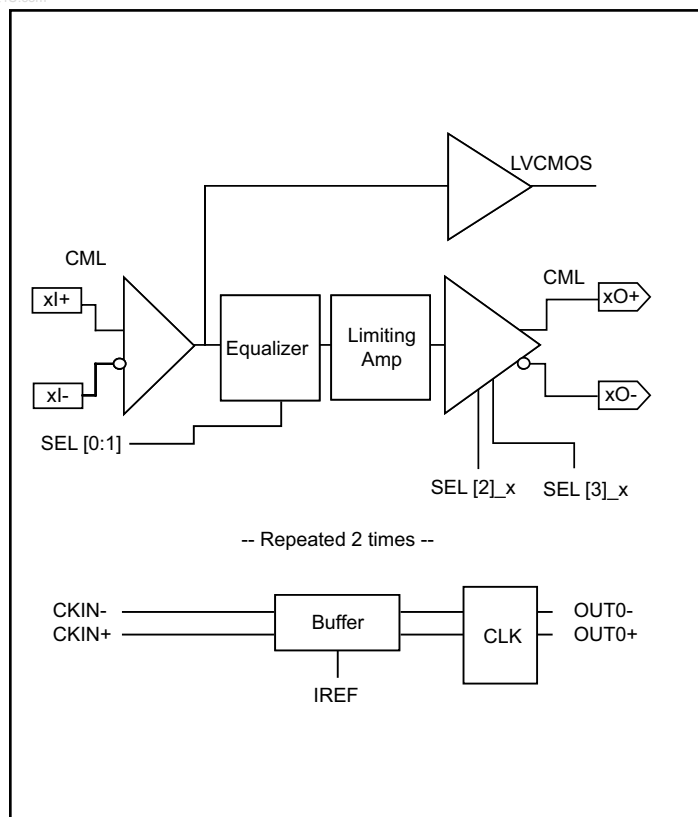 LVCMOS
CML
CML
xI+
xO+
Equalizer
Limiting
Amp
xI-
xO-
SEL [0:1]
SEL [2]_x
SEL [3]_x
-- Repeated 2 times --
CKIN-
OUT0-
Buffer
CKIN+
CLK
OUT0+
IREF